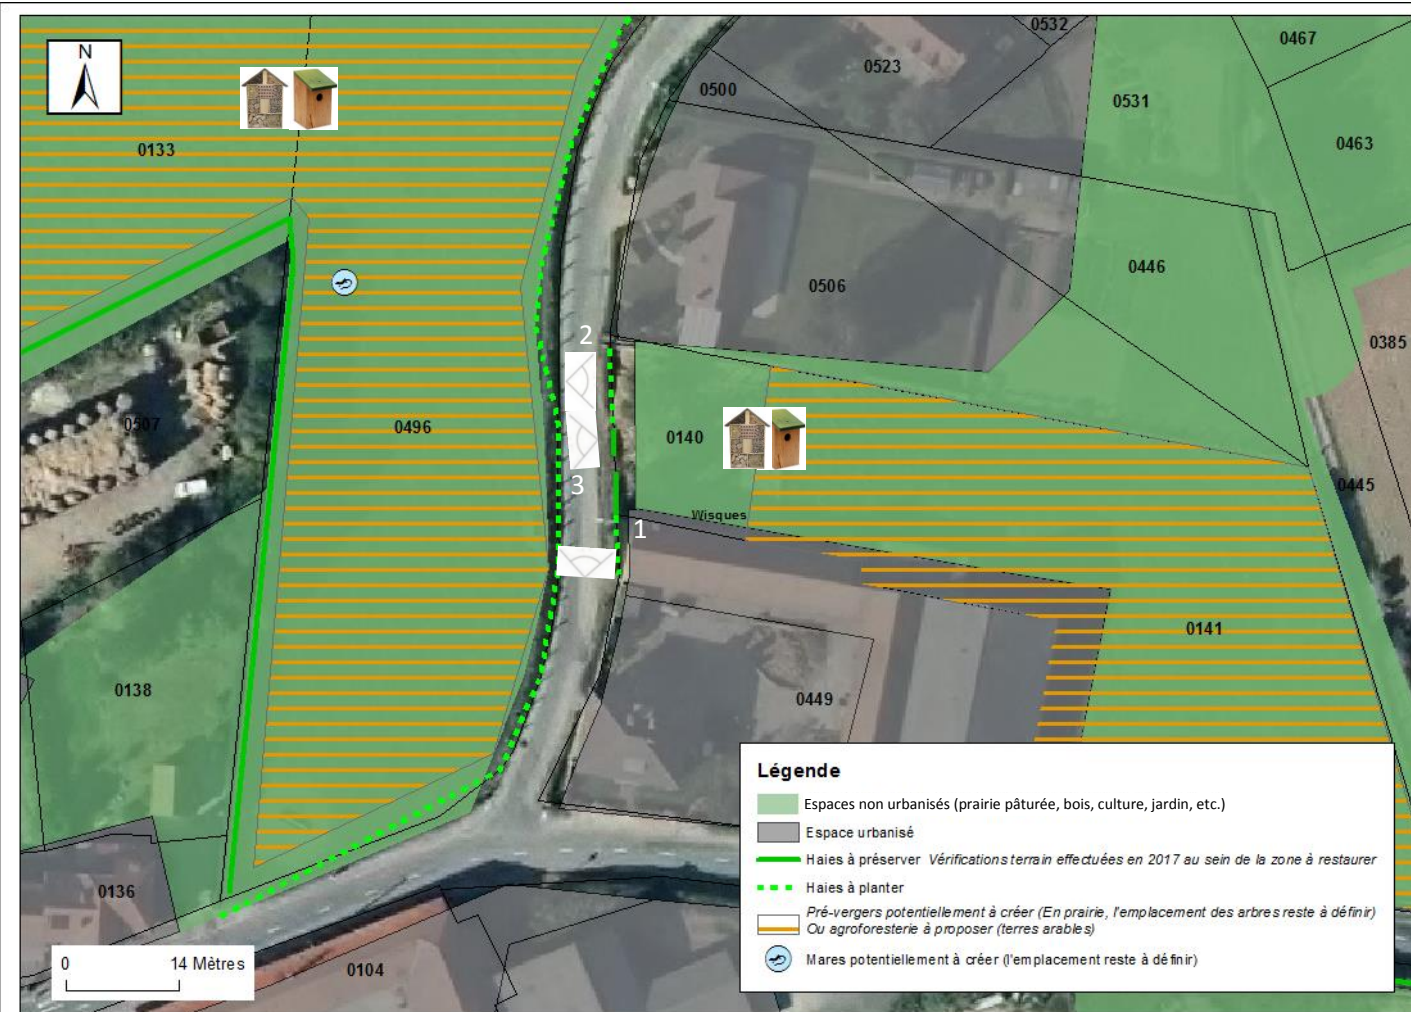 N
0532
0467
0523
0500
0531
0463
0133
0446
0506
2
0385
0507
0496
0140
3
0445
Wisques
1
0141
0138
0449
0136
0104
0 14 Mètres
Légende
Espaces non urbanisés (prairie pâturée, bois, culture, jardin, etc.)
Espace urbanisé
Haies à préserver Vérifications terrain effectuées en 2017 au sein de la zone à restaurer
Haies à planter
Pré-vergers potentiellement à créer (En prairie, l'emplacement des arbres reste à définir)
Ou agroforesterie à proposer (terres arables)
Mares potentiellement à créer (l'emplacement reste à définir)